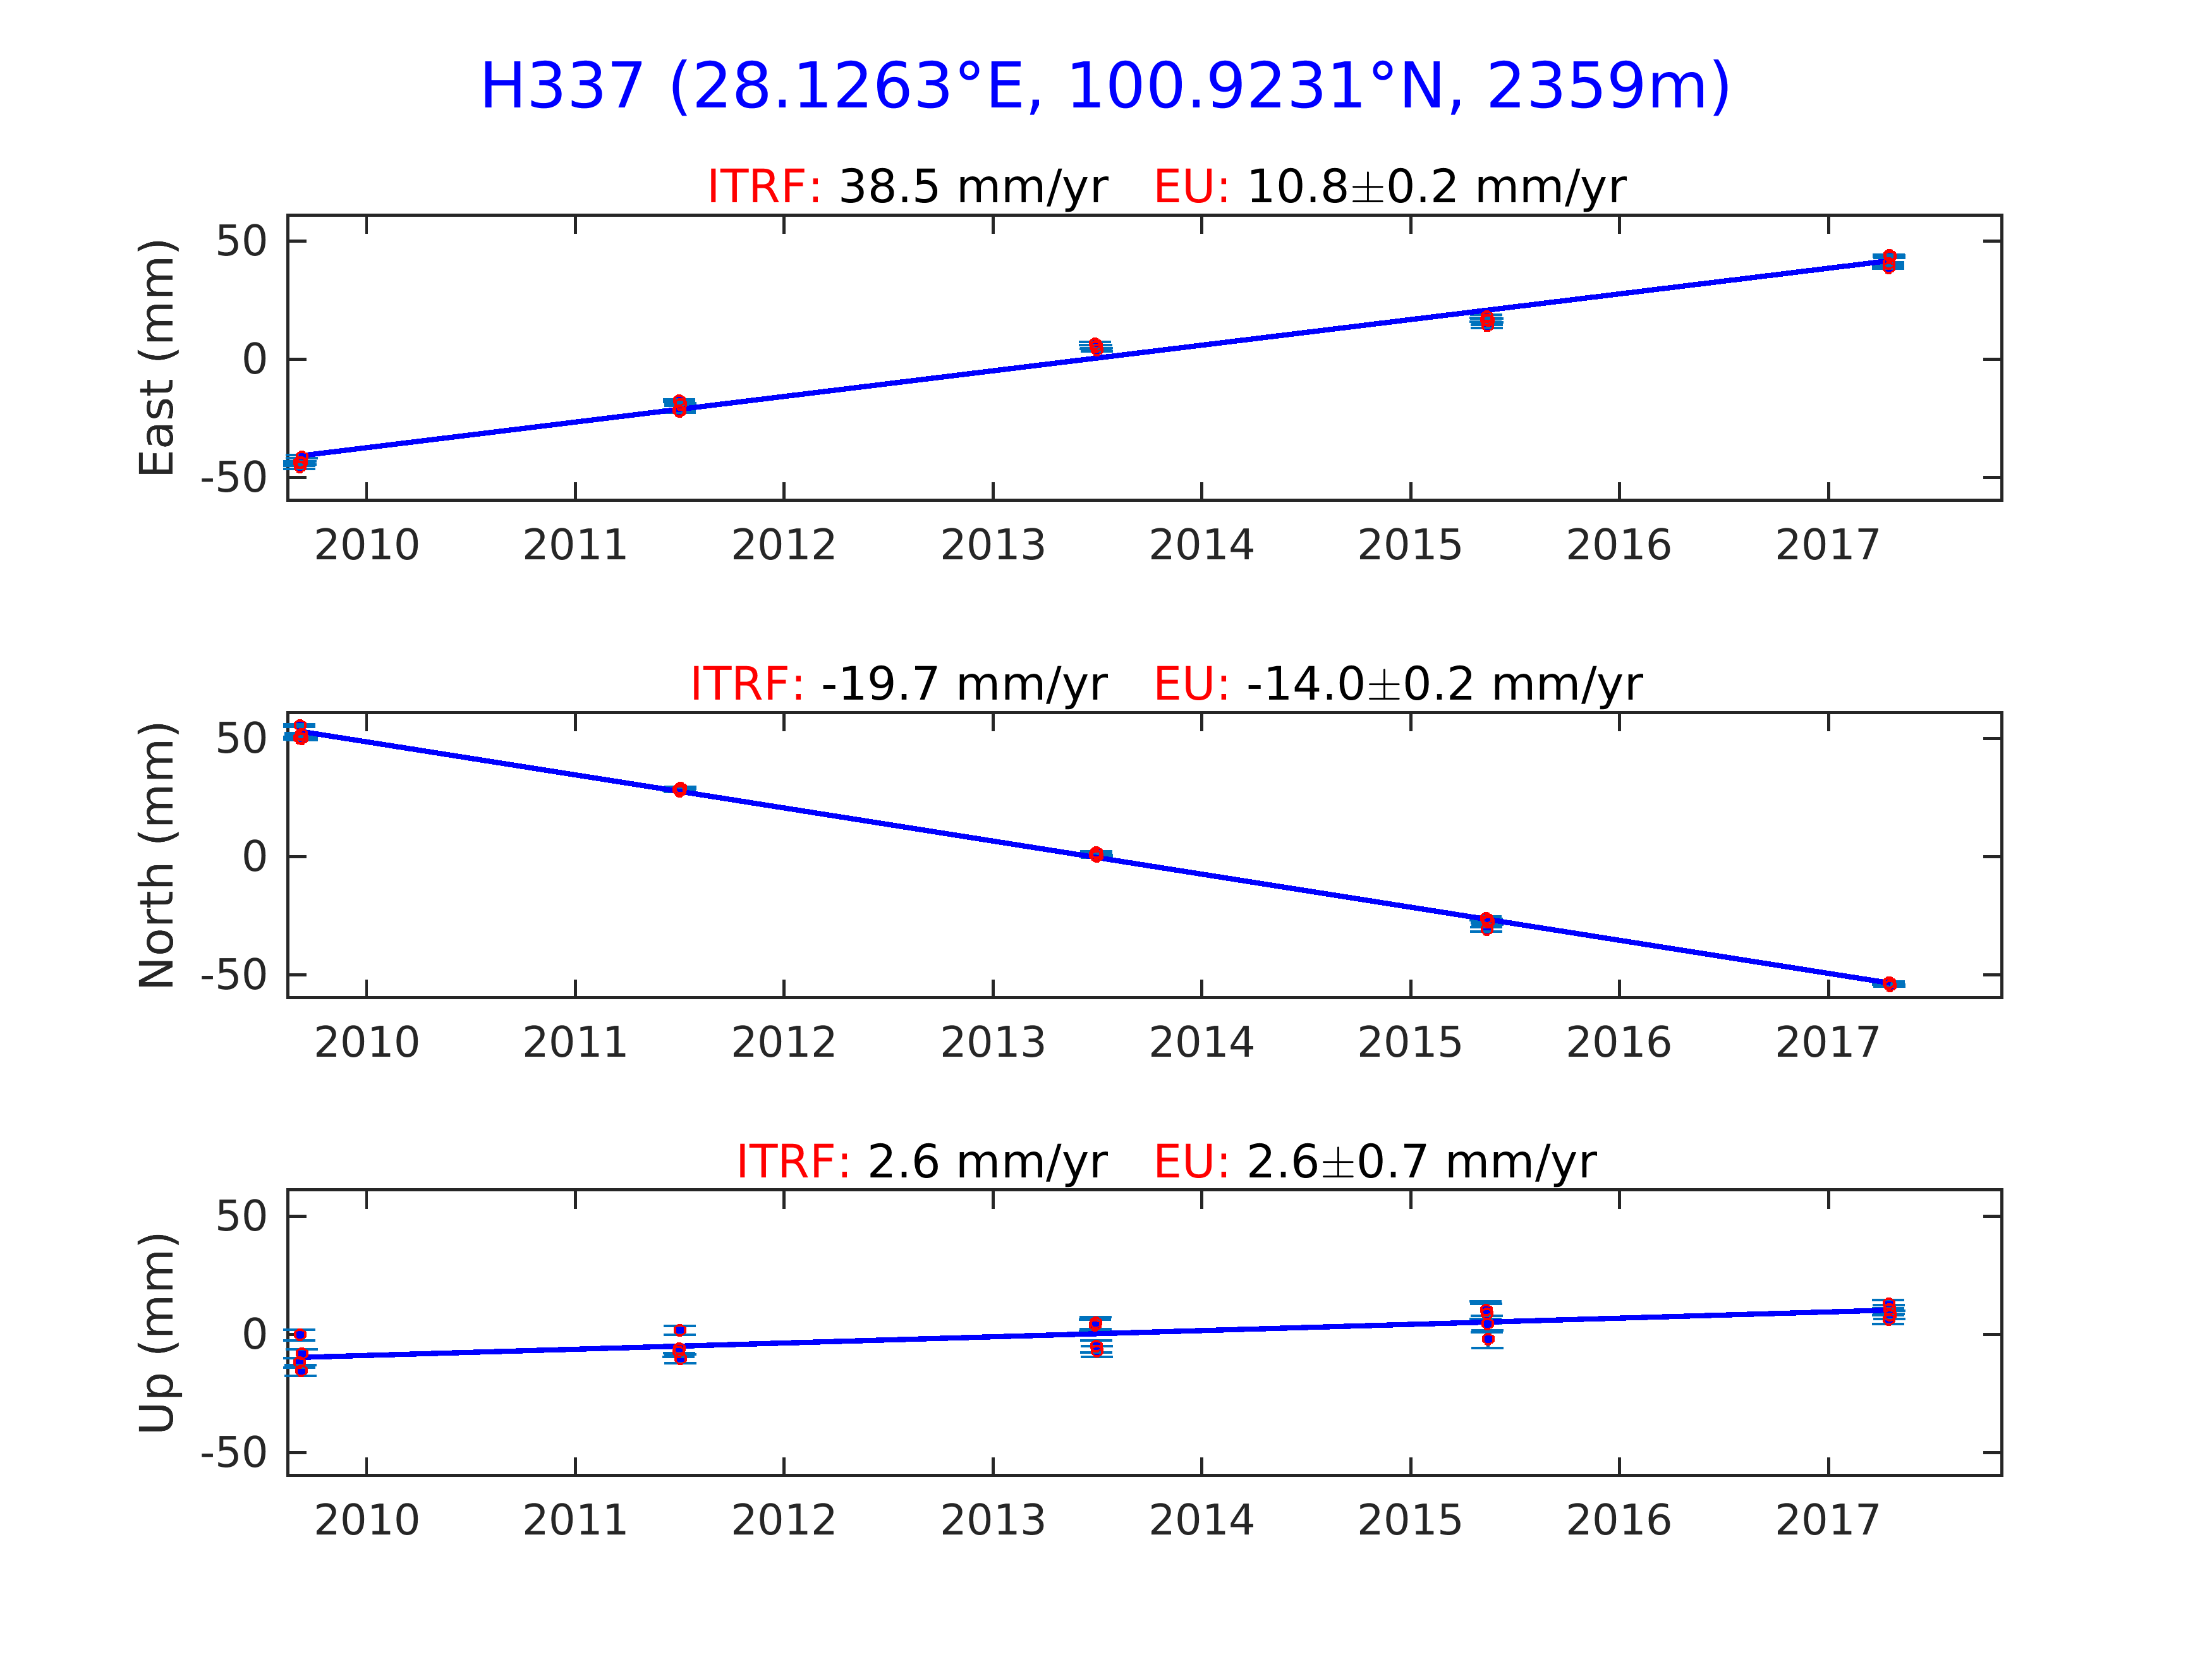 H337 (28.1263°E, 100.9231°N, 2359m)
ITRF: 38.5 mm/yr EU: 10.8±0.2 mm/yr
East (mm)
50
0
-50
2010 2011 2012 2013 2014 2015 2016 2017
ITRF: -19.7 mm/yr EU: -14.0±0.2 mm/yr
North (mm)
50
0
-50
2010 2011 2012 2013 2014 2015 2016 2017
ITRF: 2.6 mm/yr EU: 2.6±0.7 mm/yr
Up (mm)
50
0
-50
2010 2011 2012 2013 2014 2015 2016 2017